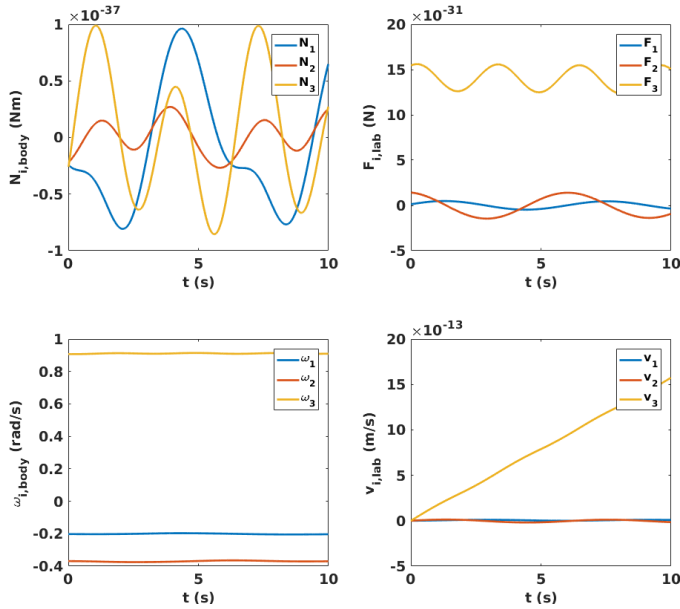 ×10⁻³⁷
1
0.5
0
-0.5
-1
N_{i,body} (Nm)
N₁
N₂
N₃
0 5 10
t (s)
×10⁻³¹
20
15
10
5
0
-5
F_{i,lab} (N)
F₁
F₂
F₃
0 5 10
t (s)
1
0.8
0.6
0.4
0.2
0
-0.2
-0.4
ω_{i,body} (rad/s)
ω₁
ω₂
ω₃
0 5 10
t (s)
×10⁻¹³
20
15
10
5
0
-5
v_{i,lab} (m/s)
v₁
v₂
v₃
0 5 10
t (s)